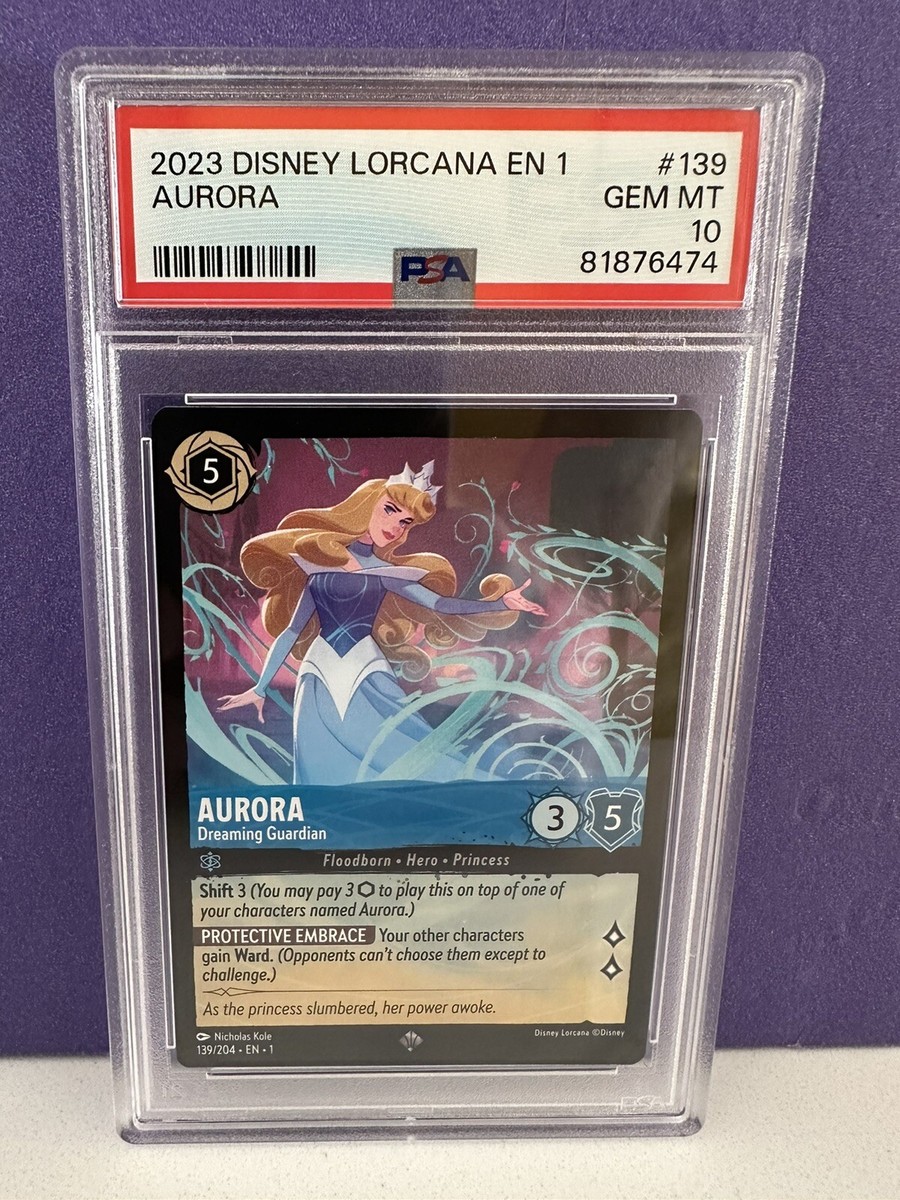 2023 DISNEY LORCANA EN 1 #139
AURORA GEM MT
10
81876474
PSA
5
AURORA
Dreaming Guardian
3 5
Floodborn • Hero • Princess
Shift 3 (You may pay 3 ⬡ to play this on top of one of
your characters named Aurora.)
PROTECTIVE EMBRACE Your other characters
gain Ward. (Opponents can't choose them except to
challenge.)
As the princess slumbered, her power awoke.
Nicholas Kole
139/204 • EN • 1
Disney Lorcana ©Disney
PSA